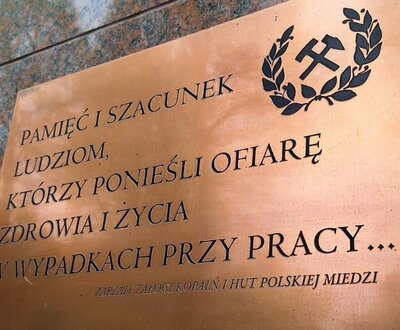 PAMIĘĆ I SZACUNEK
LUDZIOM,
KTÓRZY PONIEŚLI OFIARĘ
ZDROWIA I ŻYCIA
W WYPADKACH PRZY PRACY...
ZARZĄD ZAŁOGI KOPALŃ I HUT POLSKIEJ MIEDZI